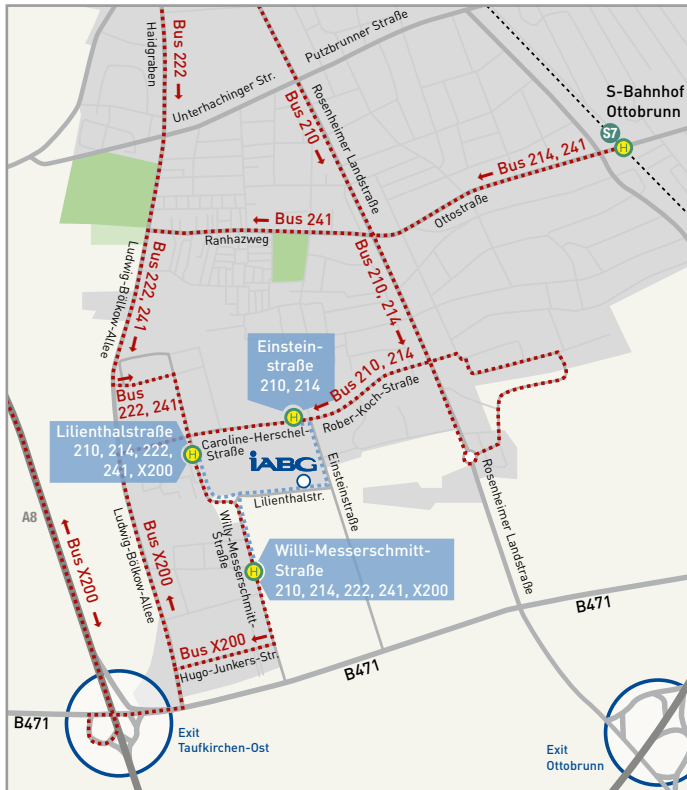 Bus 222
Haidgraben
Putzbrunner Straße
Unterhachinger Str.
Bus 210
Rosenheimer Landstraße
S-Bahnhof
Ottobrunn
S7
H
Bus 214, 241
Ottostraße
Bus 241
Ranhazweg
Ludwig-Bölkow-Allee
Bus 222, 241
Bus 210, 214
Einstein-
straße
210, 214
H
Bus 210, 214
Rober-Koch-Straße
Bus
222, 241
Lilienthalstraße
210, 214, 222,
241, X200
H
Caroline-Herschel-
Straße
iABG
Lilienthalstr.
Einsteinstraße
Rosenheimer Landstraße
A8
Bus X200
Ludwig-Bölkow-Allee
Bus X200
Willy-Messerschmitt-
Straße
H
Willi-Messerschmitt-
Straße
210, 214, 222, 241, X200
Bus X200
Hugo-Junkers-Str.
B471
B471
B471
Exit
Taufkirchen-Ost
Exit
Ottobrunn